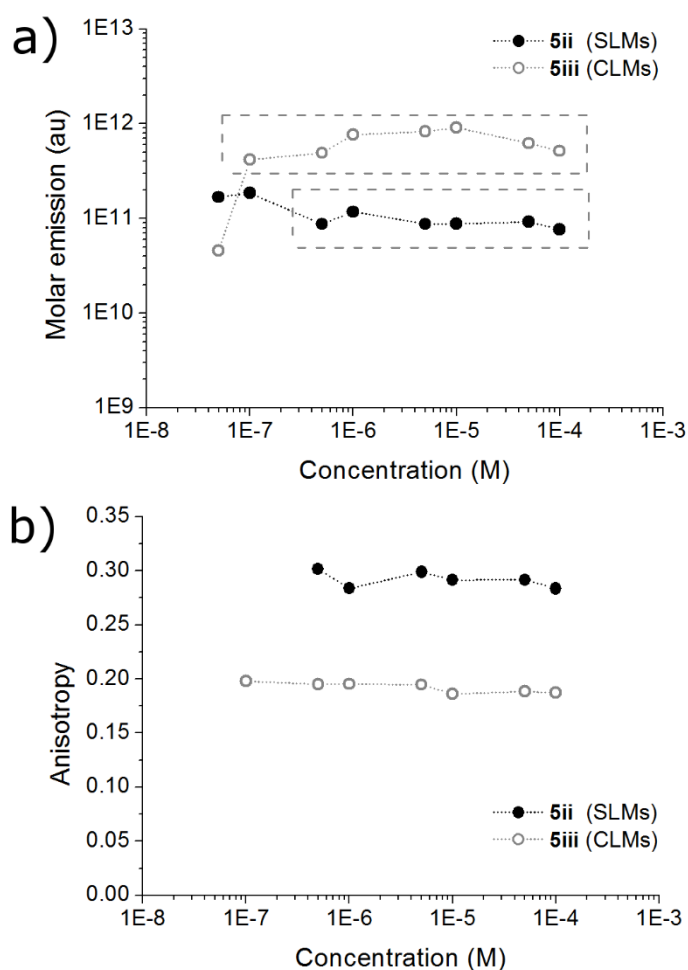 a)
5ii (SLMs)
5iii (CLMs)
1E13
1E12
1E11
1E10
1E9
Molar emission (au)
1E-8 1E-7 1E-6 1E-5 1E-4 1E-3
Concentration (M)
b)
0.35
0.30
0.25
0.20
0.15
0.10
0.05
0.00
Anisotropy
5ii (SLMs)
5iii (CLMs)
1E-8 1E-7 1E-6 1E-5 1E-4 1E-3
Concentration (M)